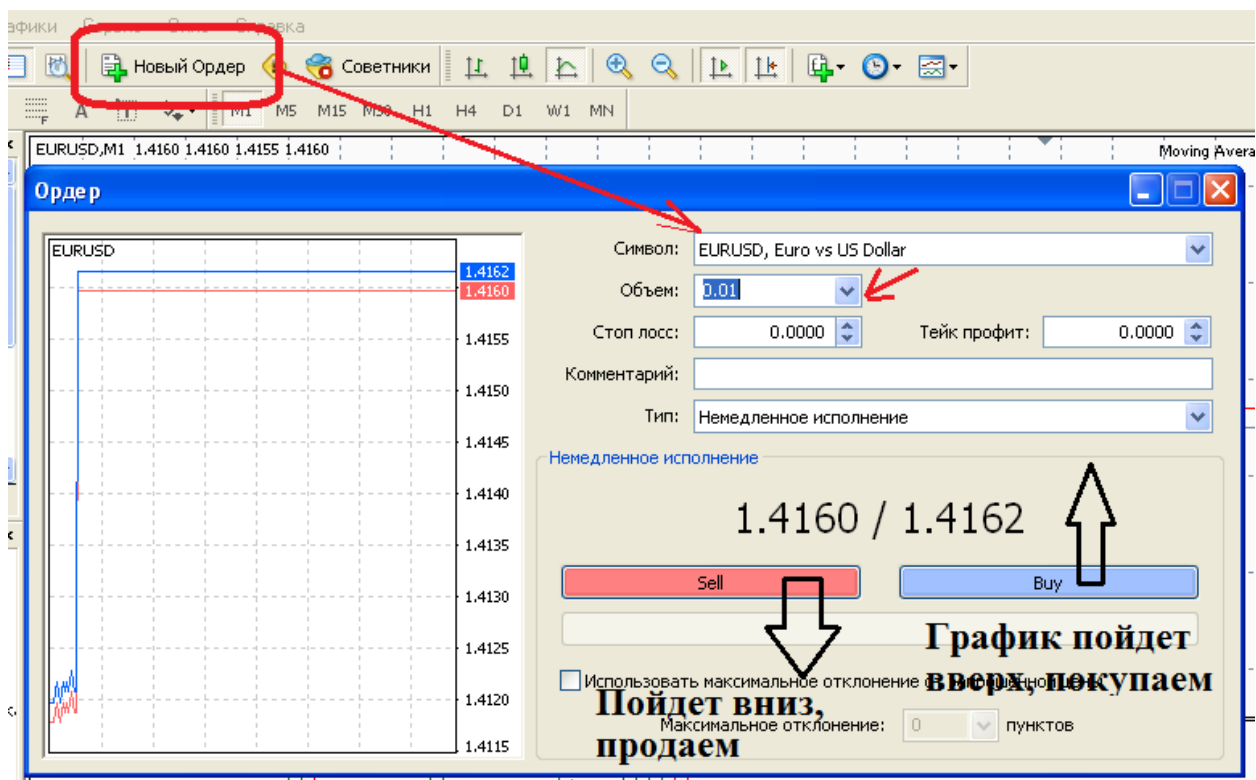 Новый Ордер Советники
A M1 M5 M15 M30 H1 H4 D1 W1 MN
EURUSD,M1 1.4160 1.4160 1.4155 1.4160
Moving Avera
Ордер
EURUSD
1.4162
1.4160
1.4155
1.4150
1.4145
1.4140
1.4135
1.4130
1.4125
1.4120
1.4115
Символ: EURUSD, Euro vs US Dollar
Объем: 0.01
Стоп лосс: 0.0000 Тейк профит: 0.0000
Комментарий:
Тип: Немедленное исполнение
Немедленное исполнение
1.4160 / 1.4162
Sell Buy
График пойдет
вверх, покупаем
Использовать максимальное отклонение от запрошенной цены
Пойдет вниз,
продаем
Максимальное отклонение: 0 пунктов